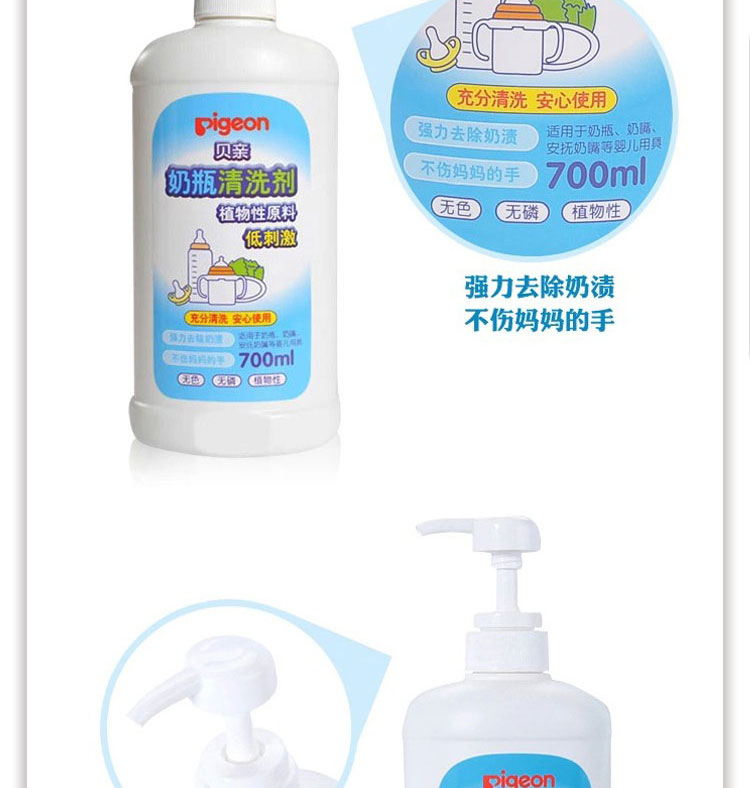 Pigeon
贝亲
奶瓶清洗剂
植物性原料
低刺激
充分清洗 安心使用
强力去除奶渍
适用于奶瓶、奶嘴、
安抚奶嘴等婴儿用具
不伤妈妈的手
700ml
无色 无磷 植物性
充分清洗 安心使用
强力去除奶渍
适用于奶瓶、奶嘴、
安抚奶嘴等婴儿用具
不伤妈妈的手
700ml
无色 无磷 植物性
强力去除奶渍
不伤妈妈的手
Pigeon